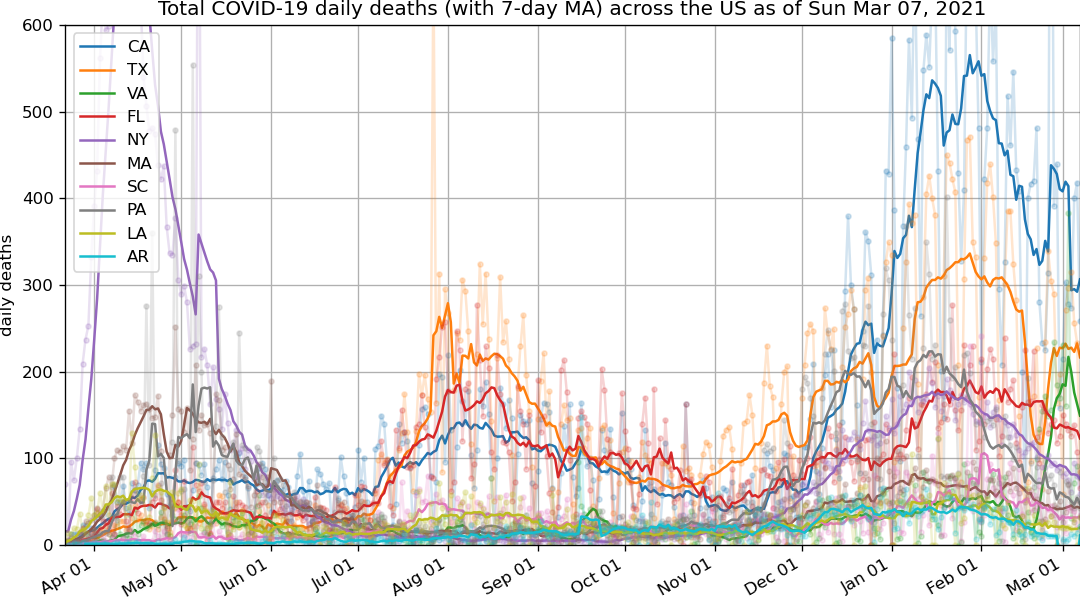 Total COVID-19 daily deaths (with 7-day MA) across the US as of Sun Mar 07, 2021
daily deaths
600
500
400
300
200
100
0
CA
TX
VA
FL
NY
MA
SC
PA
LA
AR
Apr 01
May 01
Jun 01
Jul 01
Aug 01
Sep 01
Oct 01
Nov 01
Dec 01
Jan 01
Feb 01
Mar 01